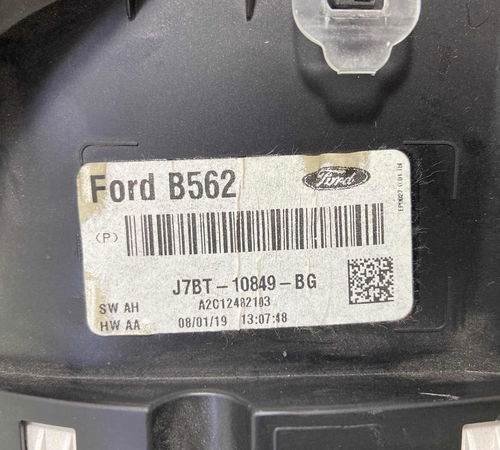 Ford B562
Ford
(P)
J7BT-10849-BG
A2C12482103
SW AH
HW AA
08/01/19 13:07:48